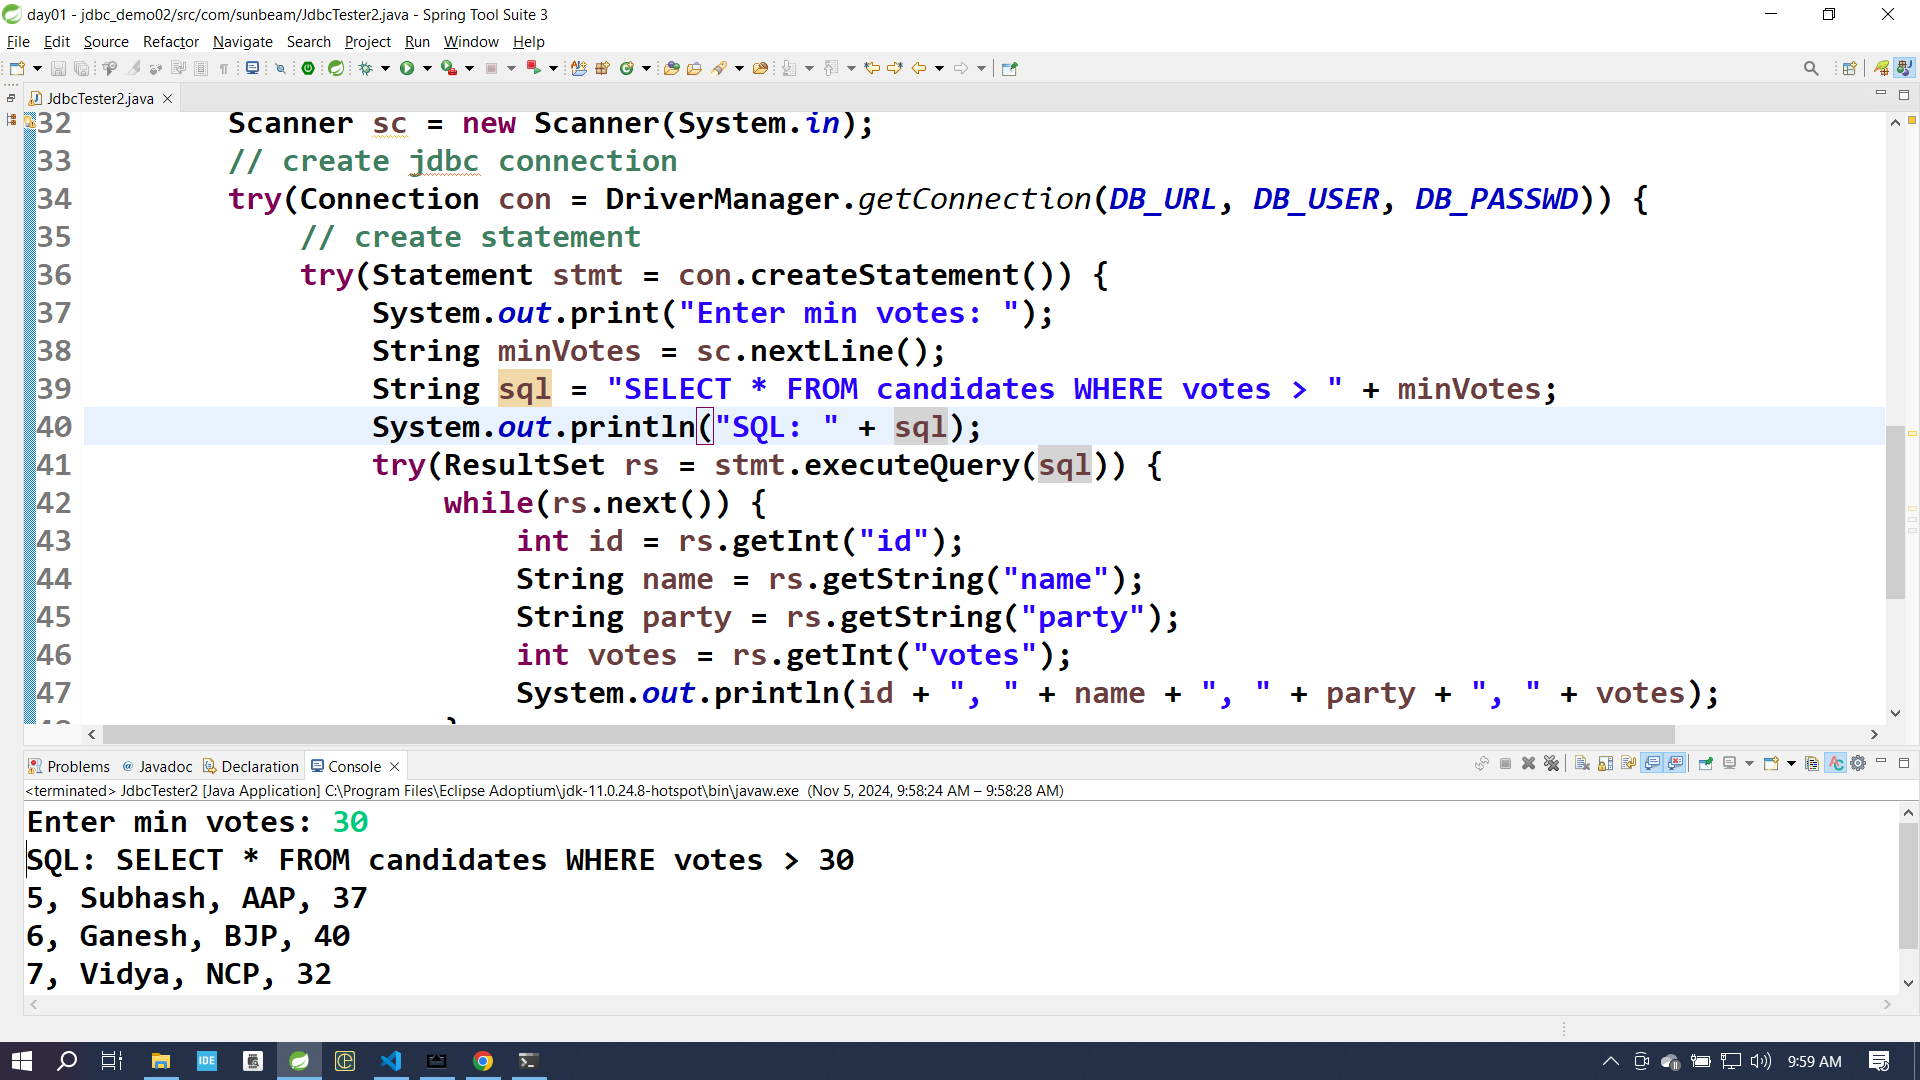 day01 - jdbc_demo02/src/com/sunbeam/JdbcTester2.java - Spring Tool Suite 3
File Edit Source Refactor Navigate Search Project Run Window Help
JdbcTester2.java
32 Scanner sc = new Scanner(System.in);
33 // create jdbc connection
34 try(Connection con = DriverManager.getConnection(DB_URL, DB_USER, DB_PASSWD)) {
35 // create statement
36 try(Statement stmt = con.createStatement()) {
37 System.out.print("Enter min votes: ");
38 String minVotes = sc.nextLine();
39 String sql = "SELECT * FROM candidates WHERE votes > " + minVotes;
40 System.out.println("SQL: " + sql);
41 try(ResultSet rs = stmt.executeQuery(sql)) {
42 while(rs.next()) {
43 int id = rs.getInt("id");
44 String name = rs.getString("name");
45 String party = rs.getString("party");
46 int votes = rs.getInt("votes");
47 System.out.println(id + ", " + name + ", " + party + ", " + votes);
Problems Javadoc Declaration Console
<terminated> JdbcTester2 [Java Application] C:\Program Files\Eclipse Adoptium\jdk-11.0.24.8-hotspot\bin\javaw.exe (Nov 5, 2024, 9:58:24 AM – 9:58:28 AM)
Enter min votes: 30
SQL: SELECT * FROM candidates WHERE votes > 30
5, Subhash, AAP, 37
6, Ganesh, BJP, 40
7, Vidya, NCP, 32
IDE
9:59 AM